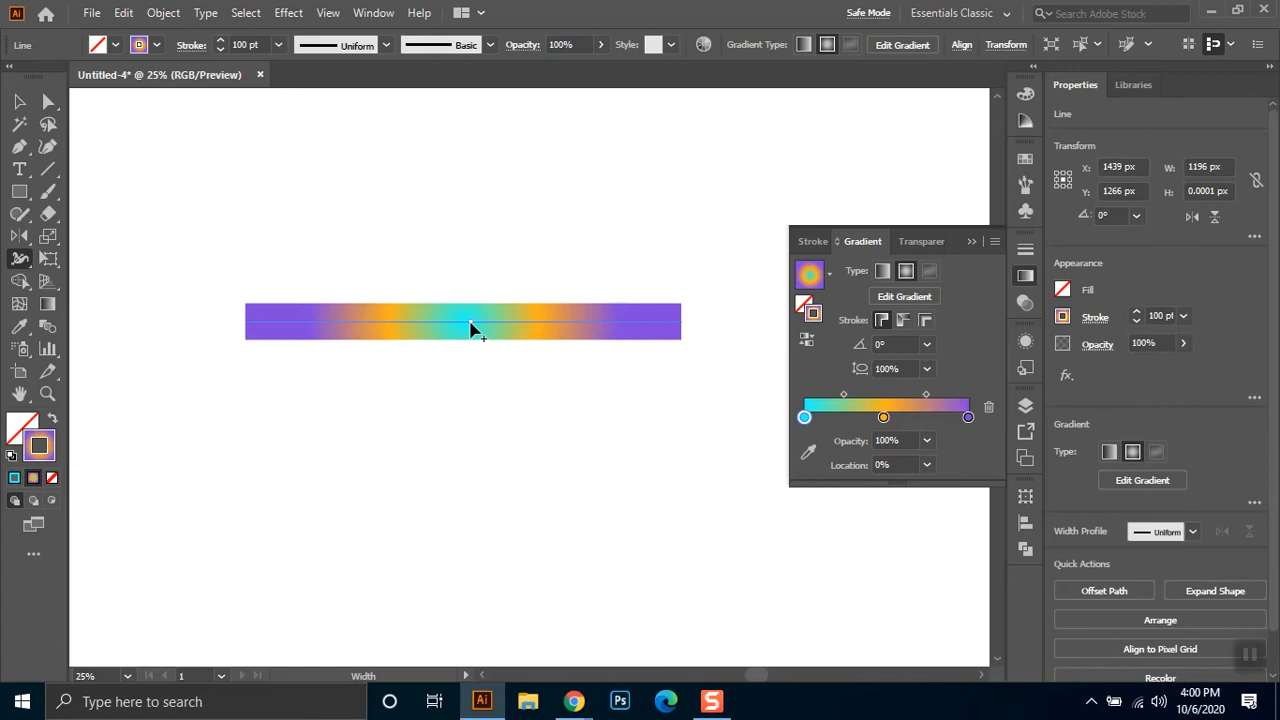 Ai File Edit Object Type Select Effect View Window Help Safe Mode Essentials Classic Search Adobe Stock
Line Stroke: 100 pt Uniform Basic Opacity: 100% Style: Gradient Type: Edit Gradient Align Transform
Untitled-4* @ 25% (RGB/Preview) ×
Properties Libraries
Line
Transform
X: 1439 px W: 1196 px
Y: 1266 px H: 0.0001 px
0°
Appearance
Fill
Stroke 100 pt
Opacity 100%
fx.
Gradient
Type:
Edit Gradient
Width Profile Uniform
Quick Actions
Offset Path Expand Shape
Arrange
Align to Pixel Grid
Recolor
Stroke Gradient Transparer
Type:
Edit Gradient
Stroke:
0°
100%
Opacity: 100%
Location: 0%
25% 1 Width
Type here to search
Ai Ps S
4:00 PM
10/6/2020